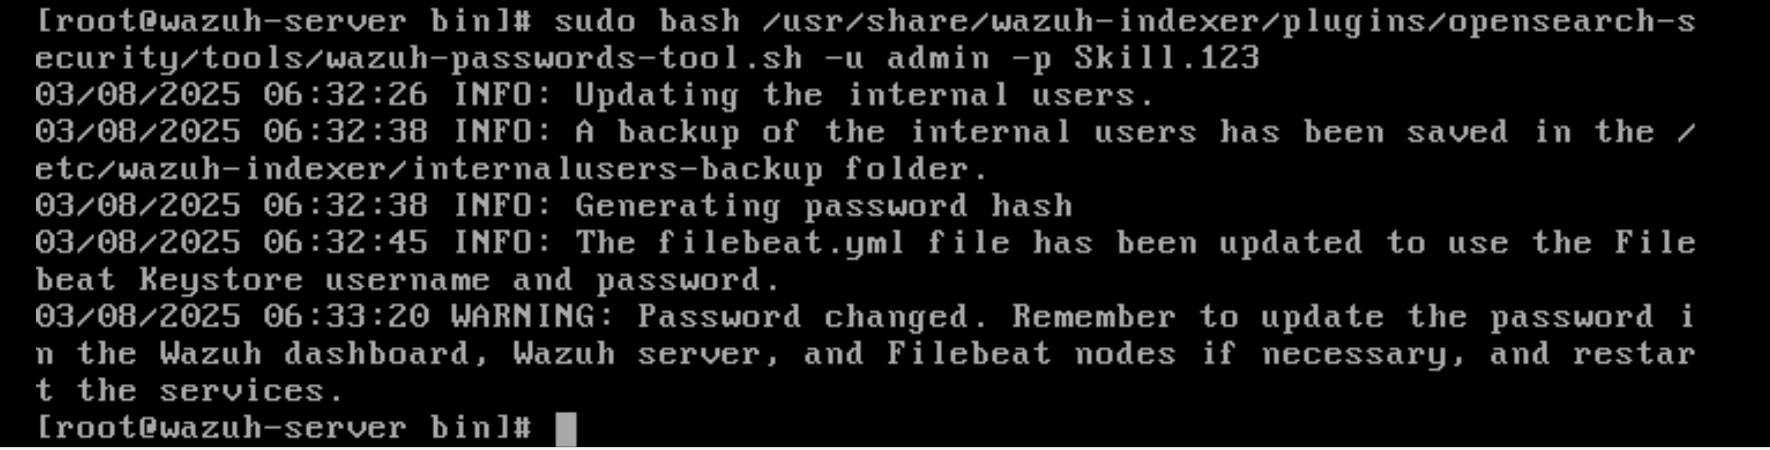 [root@wazuh-server bin]# sudo bash /usr/share/wazuh-indexer/plugins/opensearch-s
ecurity/tools/wazuh-passwords-tool.sh -u admin -p Skill.123
03/08/2025 06:32:26 INFO: Updating the internal users.
03/08/2025 06:32:38 INFO: A backup of the internal users has been saved in the /
etc/wazuh-indexer/internalusers-backup folder.
03/08/2025 06:32:38 INFO: Generating password hash
03/08/2025 06:32:45 INFO: The filebeat.yml file has been updated to use the File
beat Keystore username and password.
03/08/2025 06:33:20 WARNING: Password changed. Remember to update the password i
n the Wazuh dashboard, Wazuh server, and Filebeat nodes if necessary, and restar
t the services.
[root@wazuh-server bin]#